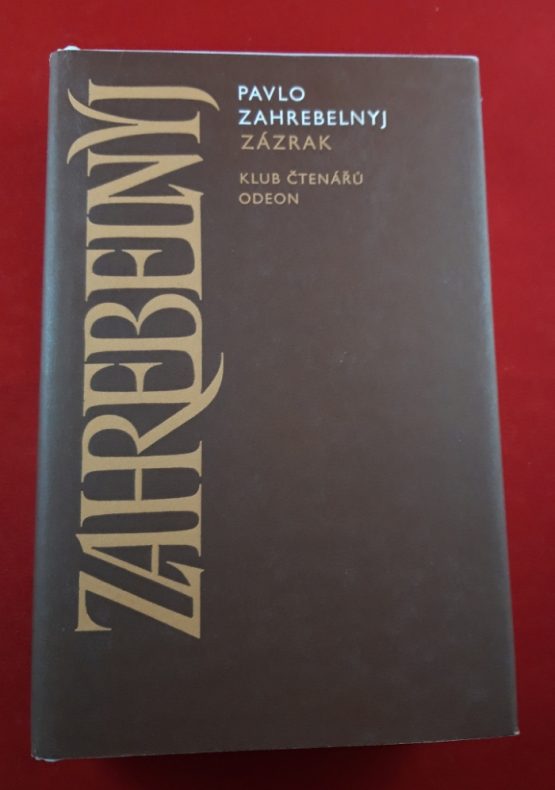 ZAHREBELNYJ
PAVLO
ZAHREBELNYJ
ZÁZRAK
KLUB ČTENÁŘŮ
ODEON